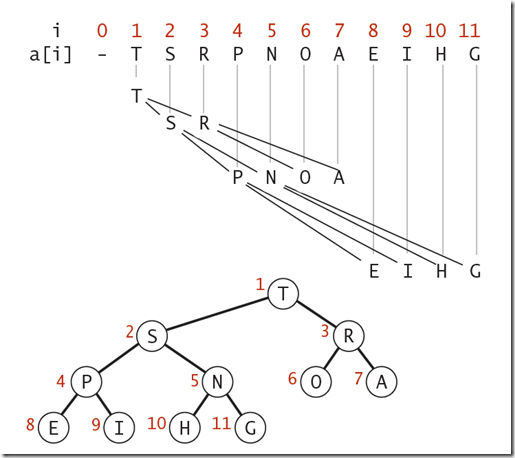 i 0 1 2 3 4 5 6 7 8 9 10 11
a[i] - T S R P N O A E I H G
T
S R
P N O A
E I H G
1 T
2 S 3 R
4 P 5 N 6 O 7 A
8 E 9 I 10 H 11 G